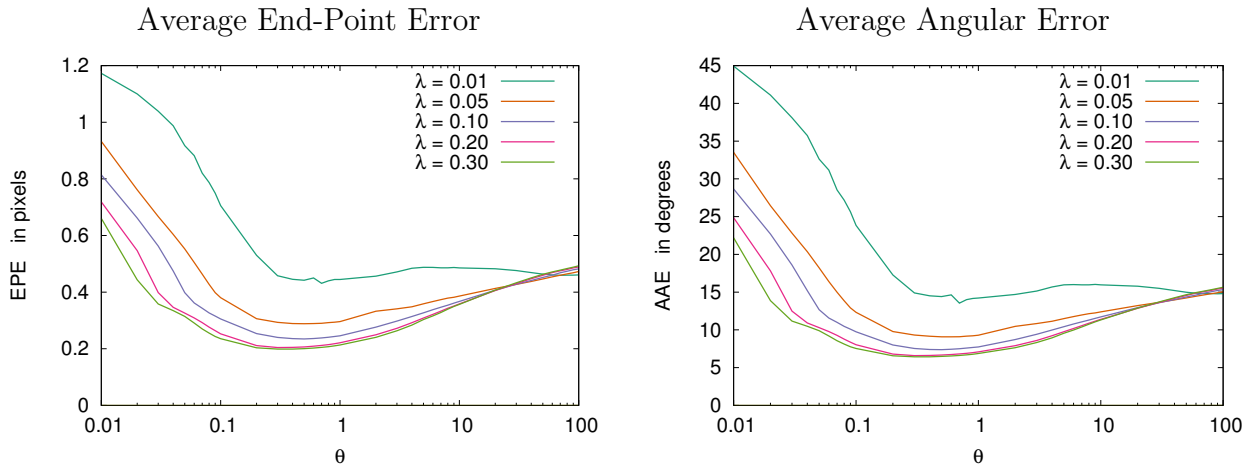 Average End-Point Error
1.2
1
0.8
0.6
0.4
0.2
0
EPE in pixels
0.01
0.1
1
10
100
θ
λ = 0.01
λ = 0.05
λ = 0.10
λ = 0.20
λ = 0.30
Average Angular Error
45
40
35
30
25
20
15
10
5
0
AAE in degrees
0.01
0.1
1
10
100
θ
λ = 0.01
λ = 0.05
λ = 0.10
λ = 0.20
λ = 0.30